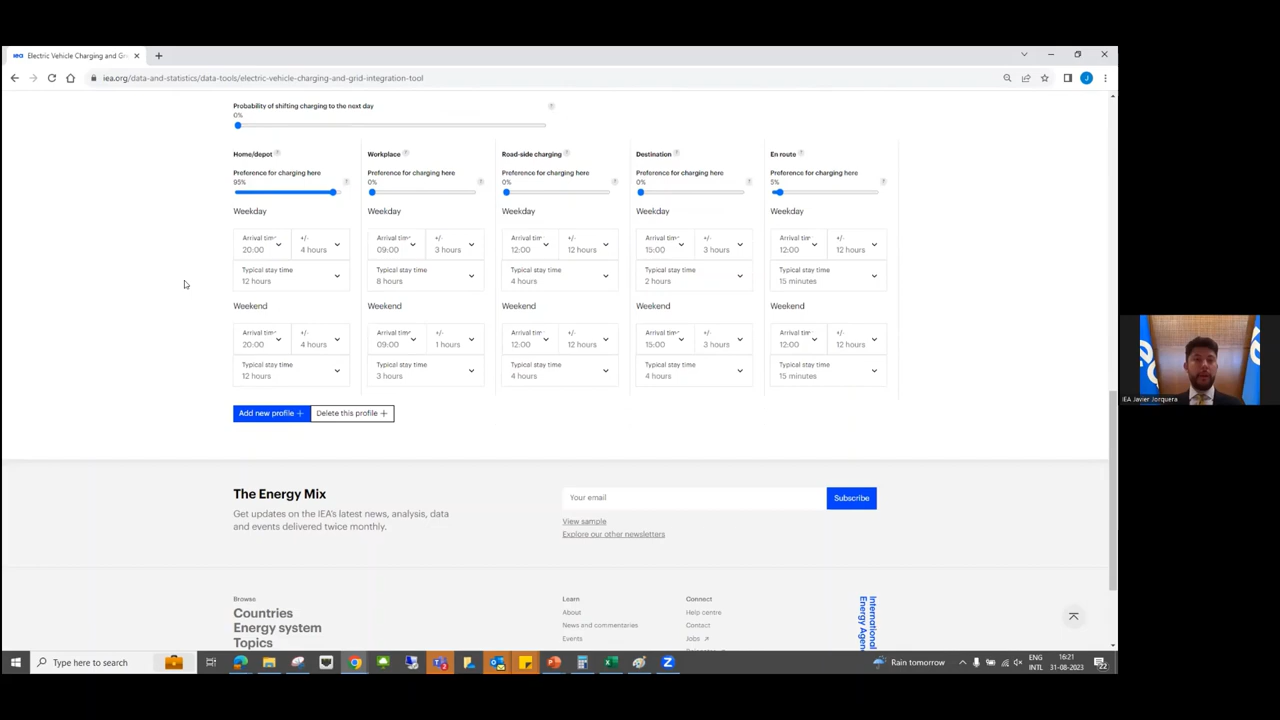 iea Electric Vehicle Charging and Gr
iea.org/data-and-statistics/data-tools/electric-vehicle-charging-and-grid-integration-tool
J
Probability of shifting charging to the next day ?
0%
Home/depot ? Workplace ? Road-side charging ? Destination ? En route ?
Preference for charging here Preference for charging here Preference for charging here Preference for charging here Preference for charging here
95% ? 0% ? 0% ? 0% ? 5% ?
Weekday Weekday Weekday Weekday Weekday
Arrival time +/- Arrival time +/- Arrival time +/- Arrival time +/- Arrival time +/-
20:00 4 hours 09:00 3 hours 12:00 12 hours 15:00 3 hours 12:00 12 hours
Typical stay time Typical stay time Typical stay time Typical stay time Typical stay time
12 hours 8 hours 4 hours 2 hours 15 minutes
Weekend Weekend Weekend Weekend Weekend
Arrival time +/- Arrival time +/- Arrival time +/- Arrival time +/- Arrival time +/-
20:00 4 hours 09:00 1 hours 12:00 12 hours 15:00 3 hours 12:00 12 hours
Typical stay time Typical stay time Typical stay time Typical stay time Typical stay time
12 hours 3 hours 4 hours 4 hours 15 minutes
Add new profile + Delete this profile +
IEA Javier Jorquera
The Energy Mix
Get updates on the IEA's latest news, analysis, data
and events delivered twice monthly.
Your email Subscribe
View sample
Explore our other newsletters
Browse Learn Connect
Countries About Help centre
Energy system News and commentaries Contact
Topics Events Jobs
International
Energy Agen
Type here to search
Rain tomorrow
ENG
INTL
16:21
31-08-2023
22